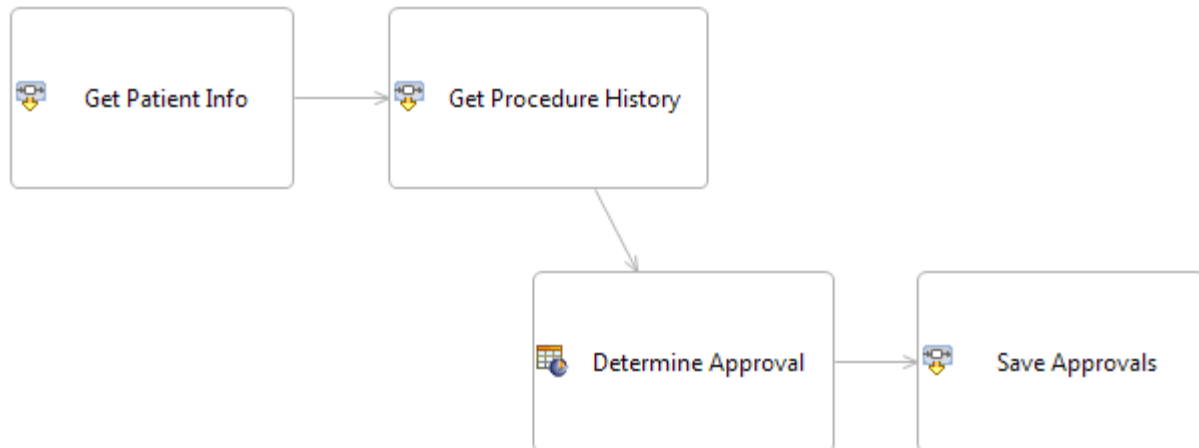 Get Patient Info
Get Procedure History
Determine Approval
Save Approvals